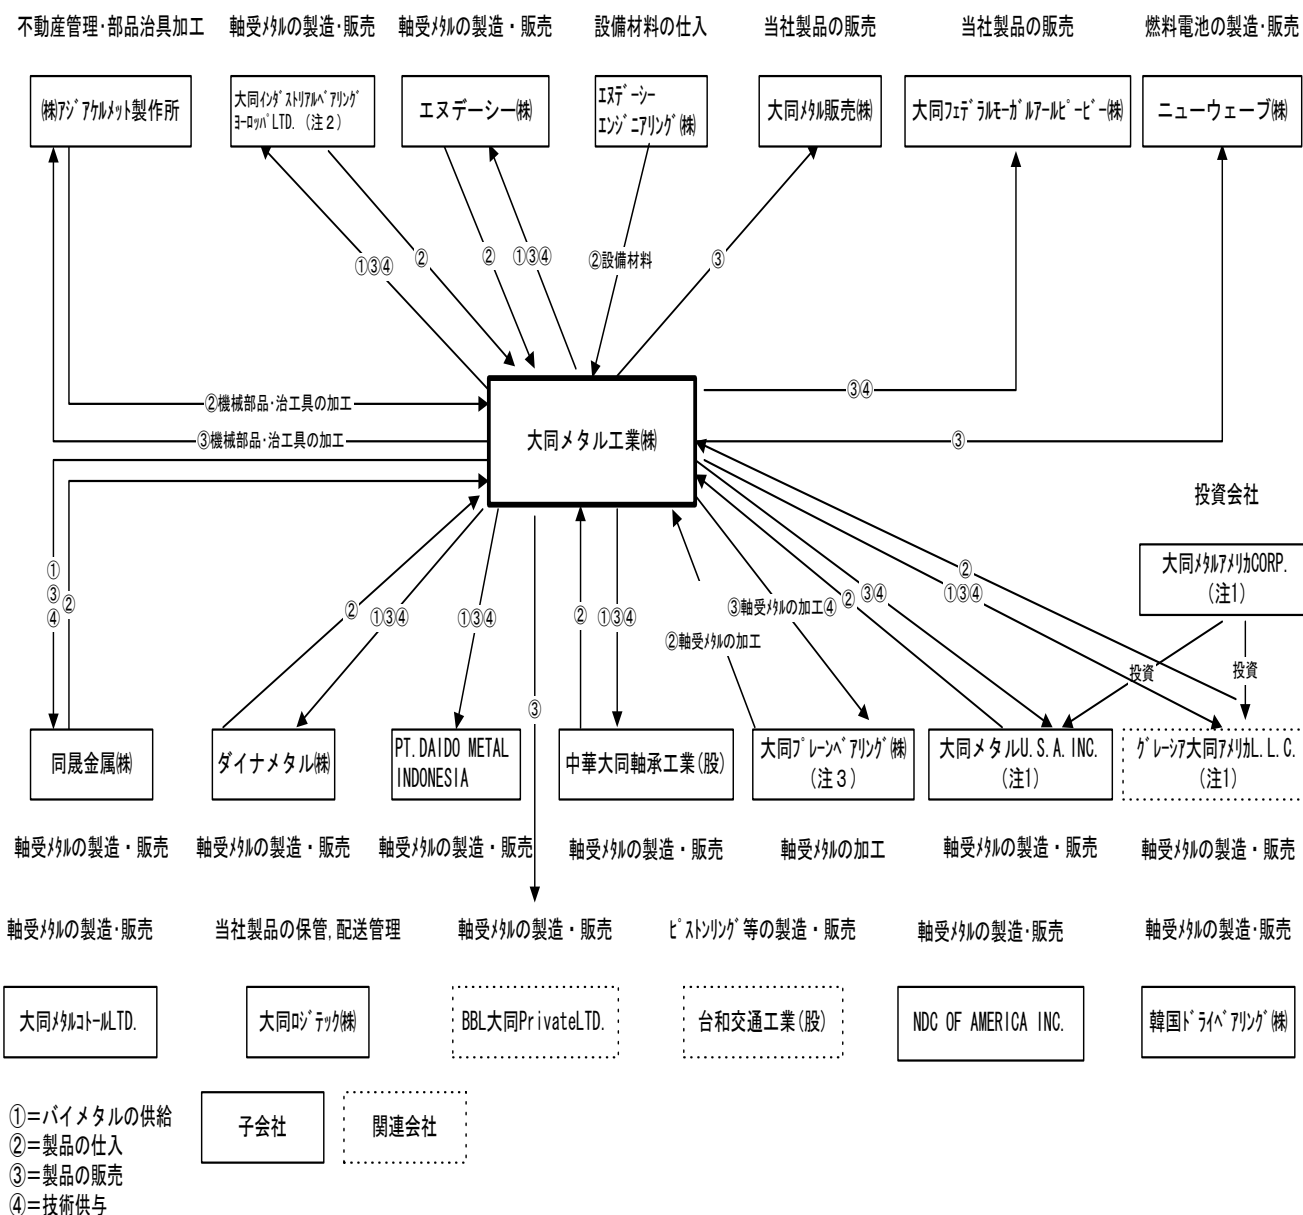 不動産管理・部品治具加工
軸受ﾒﾀﾙの製造・販売
軸受ﾒﾀﾙの製造・販売
設備材料の仕入
当社製品の販売
当社製品の販売
燃料電池の製造・販売
㈱ｱｼﾞｱｹﾙﾒｯﾄ製作所
大同ｲﾝﾀﾞｽﾄﾘｱﾙﾍﾞｱﾘﾝｸﾞ
ﾖｰﾛｯﾊﾟLTD.（注２）
エヌデーシー㈱
ｴﾇﾃﾞｰｼｰ
ｴﾝｼﾞﾆｱﾘﾝｸﾞ㈱
大同ﾒﾀﾙ販売㈱
大同ﾌｪﾃﾞﾗﾙﾓｰｶﾞﾙｱｰﾙﾋﾟｰﾋﾞｰ㈱
ニューウェーブ㈱
①③④
②
②
①③④
②設備材料
③
③④
②機械部品・治工具の加工
③機械部品・治工具の加工
大同メタル工業㈱
③
投資会社
大同ﾒﾀﾙｱﾒﾘｶCORP.
（注1）
①
③
④
②
②
①③④
①③④
③
②
①③④
②軸受ﾒﾀﾙの加工
③軸受ﾒﾀﾙの加工④
②
③④
①③④
②
投資
投資
同晟金属㈱
ダイナメタル㈱
PT.DAIDO METAL
INDONESIA
中華大同軸承工業(股)
大同ﾌﾟﾚｰﾝﾍﾞｱﾘﾝｸﾞ㈱
（注３）
大同メタルU.S.A.INC.
（注1）
ｸﾞﾚｰｼｱ大同ｱﾒﾘｶL.L.C.
（注1）
軸受ﾒﾀﾙの製造・販売
軸受ﾒﾀﾙの製造・販売
軸受ﾒﾀﾙの製造・販売
軸受ﾒﾀﾙの製造・販売
軸受ﾒﾀﾙの加工
軸受ﾒﾀﾙの製造・販売
軸受ﾒﾀﾙの製造・販売
軸受ﾒﾀﾙの製造・販売
当社製品の保管,配送管理
軸受ﾒﾀﾙの製造・販売
ﾋﾟｽﾄﾝﾘﾝｸﾞ等の製造・販売
軸受ﾒﾀﾙの製造・販売
軸受ﾒﾀﾙの製造・販売
大同ﾒﾀﾙｺﾄｰﾙLTD.
大同ﾛｼﾞﾃｯｸ㈱
BBL大同PrivateLTD.
台和交通工業(股)
NDC OF AMERICA INC.
韓国ﾄﾞﾗｲﾍﾞｱﾘﾝｸﾞ㈱
①＝バイメタルの供給
②＝製品の仕入
③＝製品の販売
④＝技術供与
子会社
関連会社